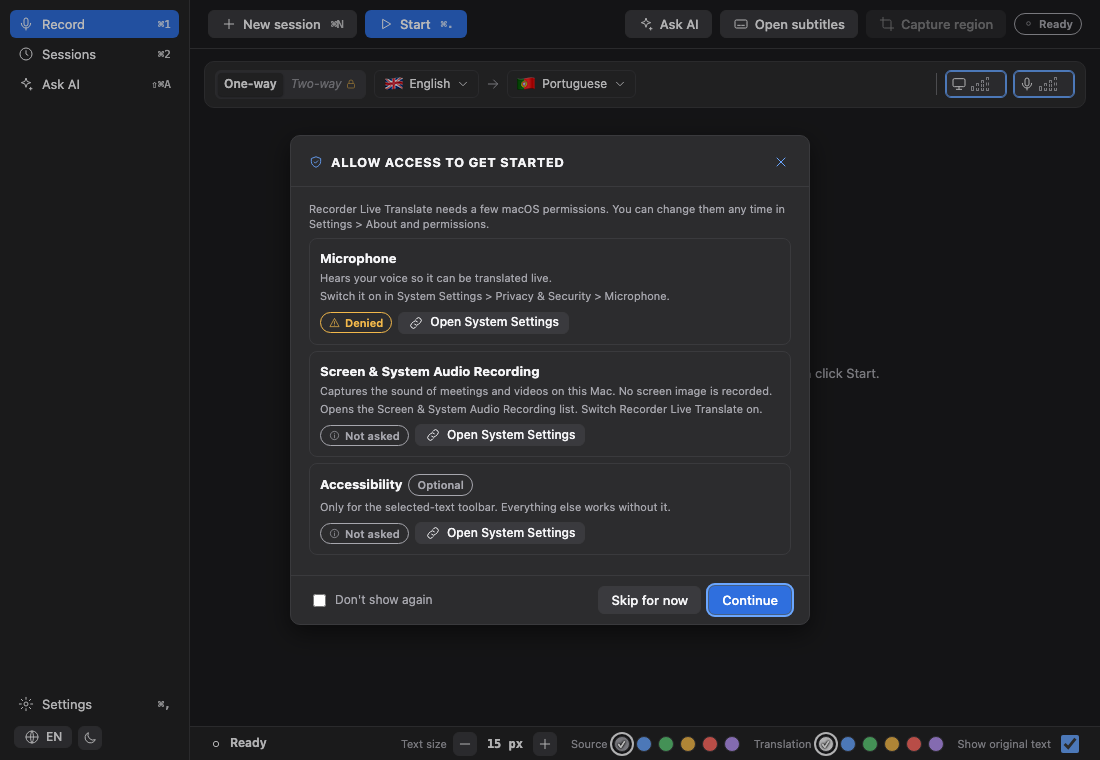 Record ⌘1
Sessions ⌘2
Ask AI ⇧⌘A
New session ⌘N
Start ⌘.
Ask AI
Open subtitles
Capture region
Ready
One-way
Two-way
English
Portuguese
ALLOW ACCESS TO GET STARTED
Recorder Live Translate needs a few macOS permissions. You can change them any time in
Settings > About and permissions.
Microphone
Hears your voice so it can be translated live.
Switch it on in System Settings > Privacy & Security > Microphone.
Denied
Open System Settings
Screen & System Audio Recording
Captures the sound of meetings and videos on this Mac. No screen image is recorded.
Opens the Screen & System Audio Recording list. Switch Recorder Live Translate on.
Not asked
Open System Settings
Accessibility Optional
Only for the selected-text toolbar. Everything else works without it.
Not asked
Open System Settings
Don't show again
Skip for now
Continue
click Start.
Settings ⌘,
EN
Ready
Text size
15 px
Source
Translation
Show original text